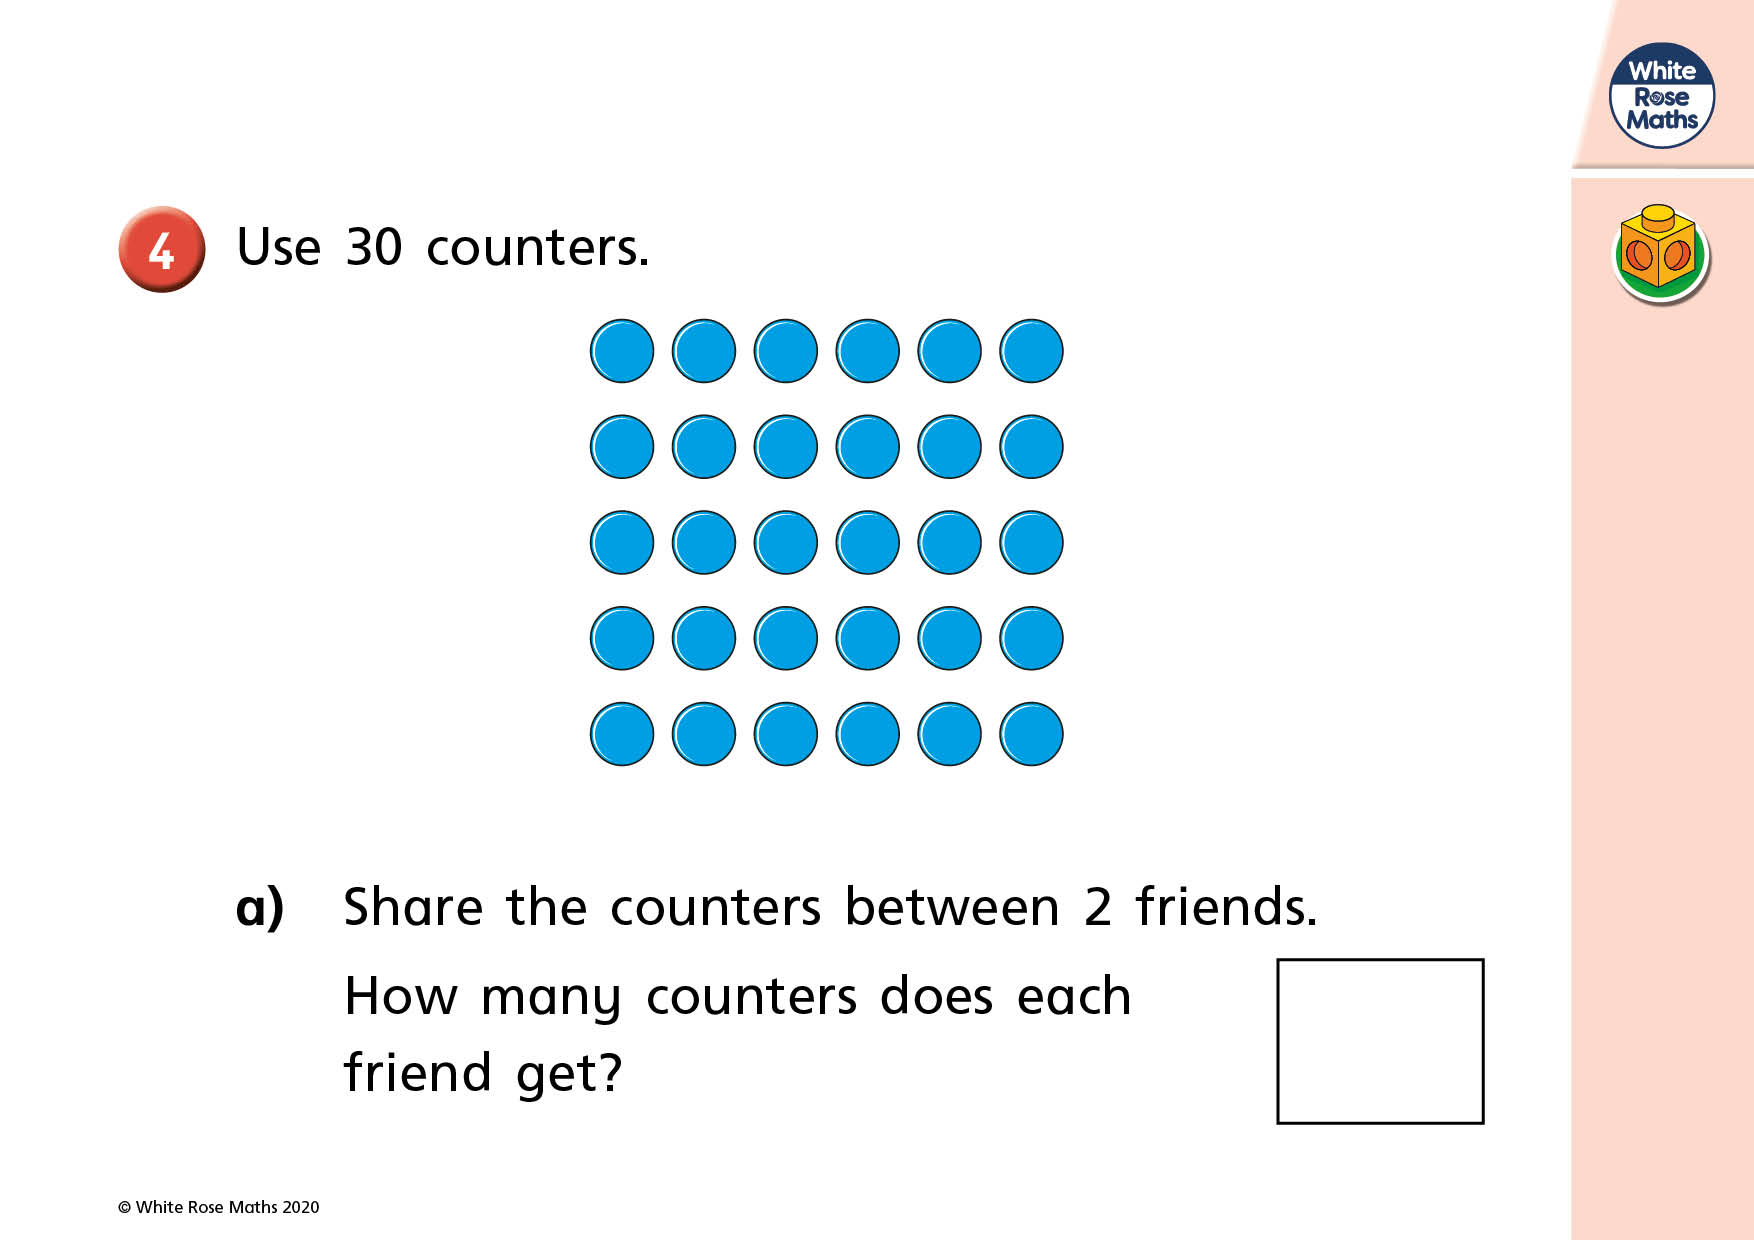 White
Rose
Maths
4 Use 30 counters.
a) Share the counters between 2 friends.
How many counters does each
friend get?
© White Rose Maths 2020